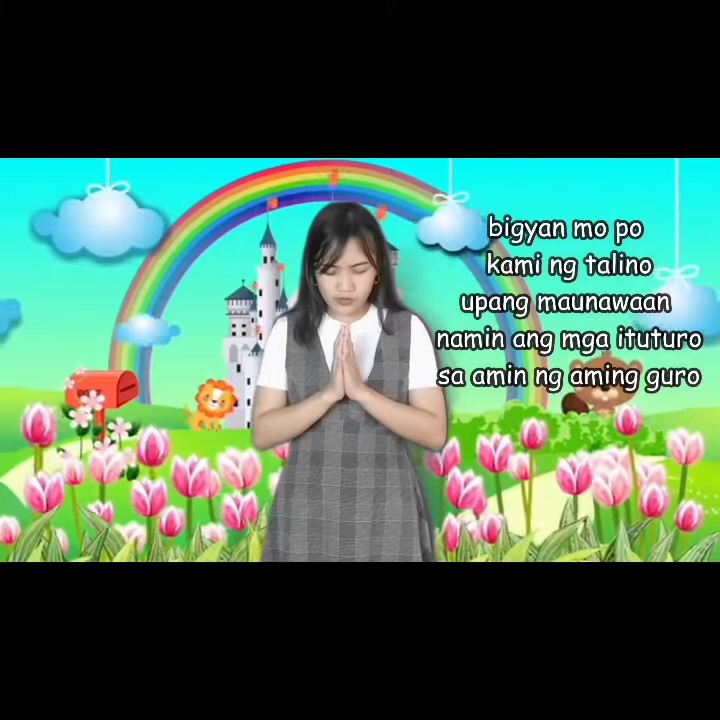 bigyan mo po
kami ng talino
upang maunawaan
namin ang mga ituturo
sa amin ng aming guro